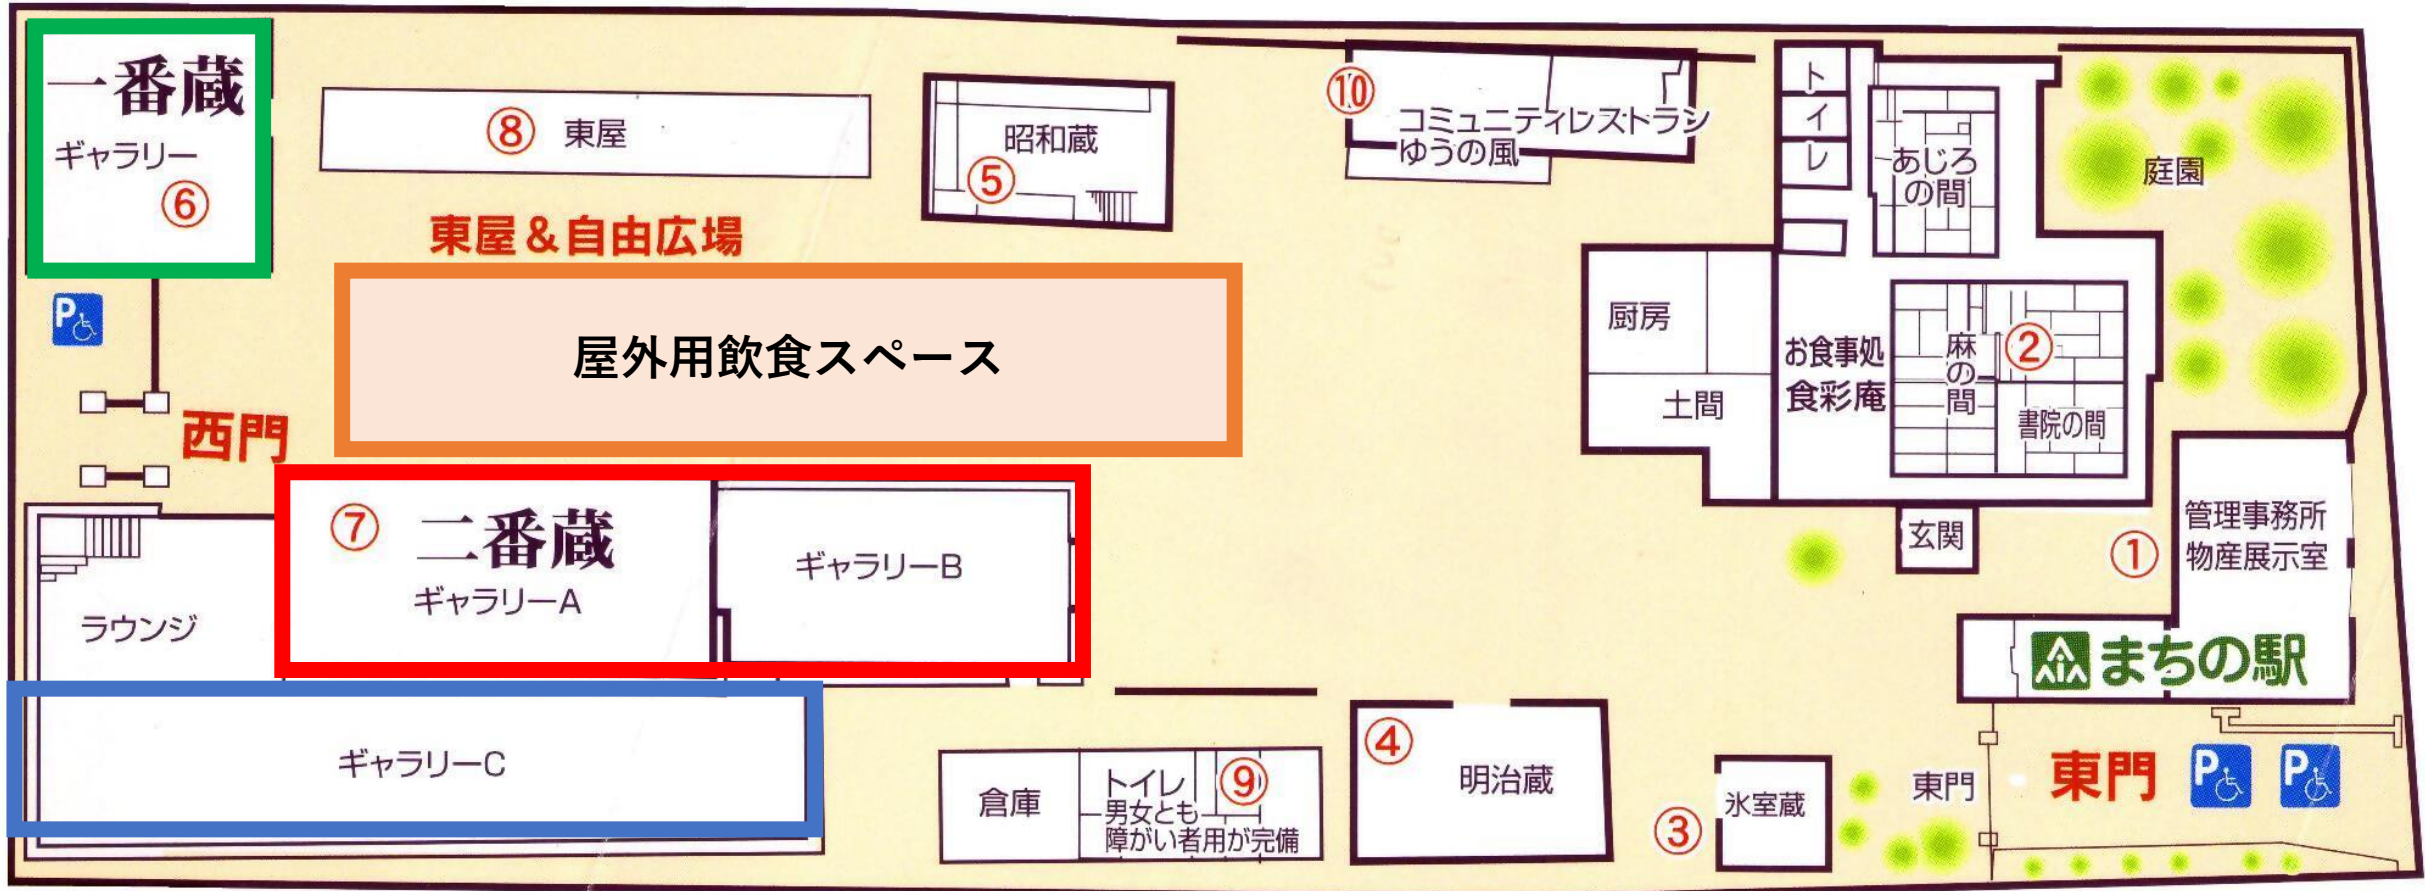 一番蔵
ギャラリー
⑥
⑧ 東屋
東屋&自由広場
昭和蔵
⑤
⑩
コミュニティレストラン
ゆうの風
トイレ
あじろ
の間
庭園
P
屋外用飲食スペース
西門
厨房
土間
お食事処
食彩庵
麻の間
②
書院の間
玄関
①
管理事務所
物産展示室
まちの駅
⑦ 二番蔵
ギャラリーA
ギャラリーB
ラウンジ
ギャラリーC
倉庫
トイレ
男女とも
障がい者用が完備
⑨
④
明治蔵
③
氷室蔵
東門
東門
P
P